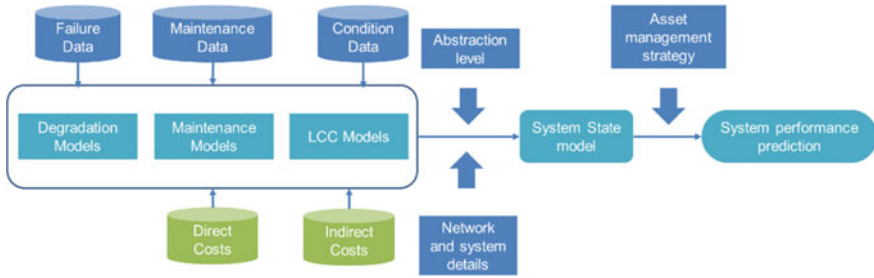 Failure
Data
Maintenance
Data
Condition
Data
Abstraction
level
Asset
management
strategy
Degradation
Models
Maintenance
Models
LCC Models
System State
model
System performance
prediction
Direct
Costs
Indirect
Costs
Network
and system
details